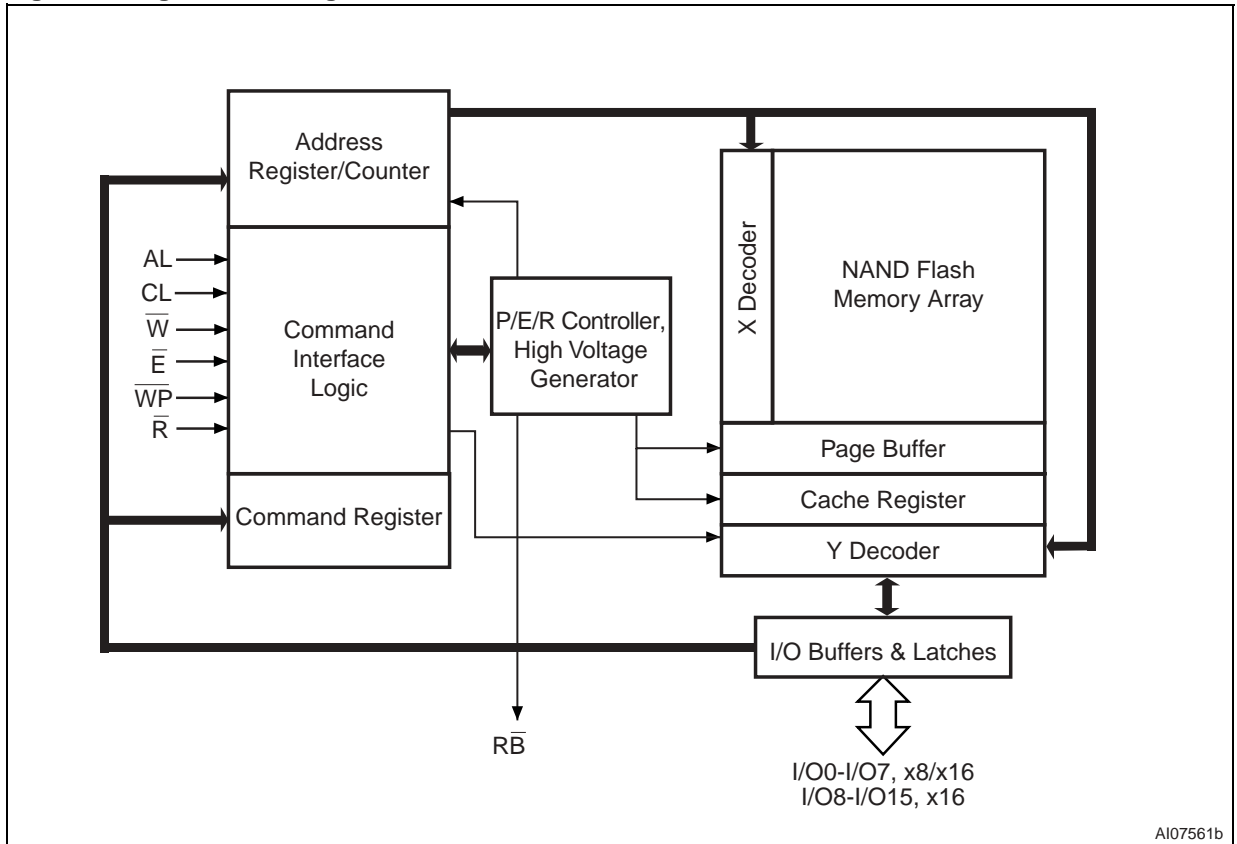 Address
Register/Counter
AL
CL
W̅
E̅
W̅P̅
R̅
Command
Interface
Logic
Command Register
P/E/R Controller,
High Voltage
Generator
RB̅
X Decoder
NAND Flash
Memory Array
Page Buffer
Cache Register
Y Decoder
I/O Buffers & Latches
I/O0-I/O7, x8/x16
I/O8-I/O15, x16
AI07561b